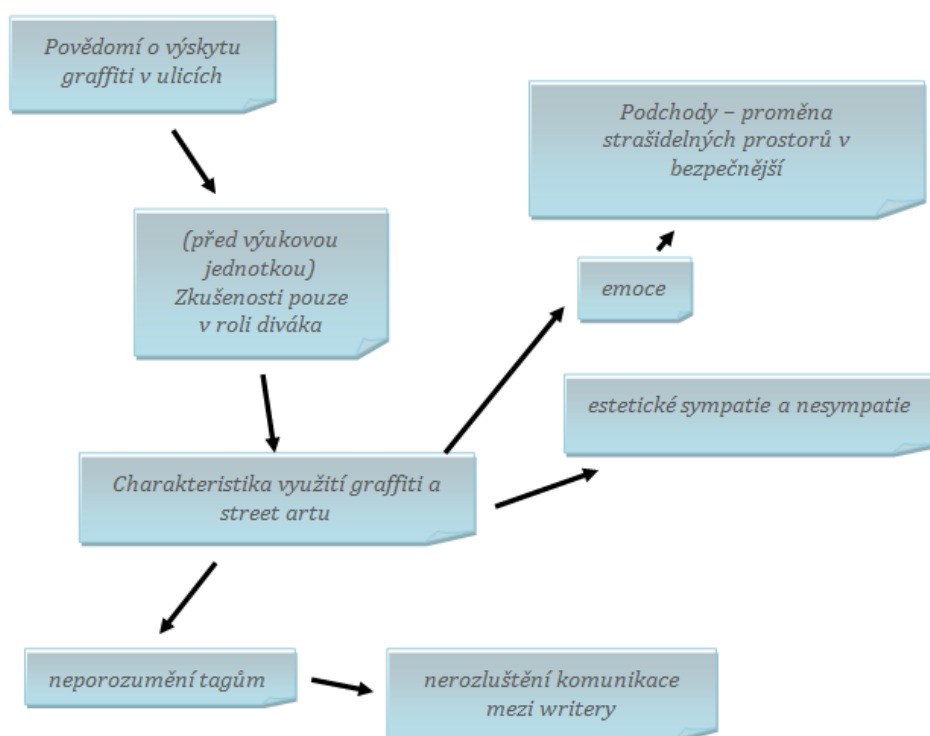 Povědomí o výskytu
graffiti v ulicích
Podchody – proměna
strašidelných prostorů v
bezpečnější
(před výukovou
jednotkou)
Zkušenosti pouze
v roli diváka
emoce
estetické sympatie a nesympatie
Charakteristika využití graffiti a
street artu
neporozumění tagům
nerozluštění komunikace
mezi writery